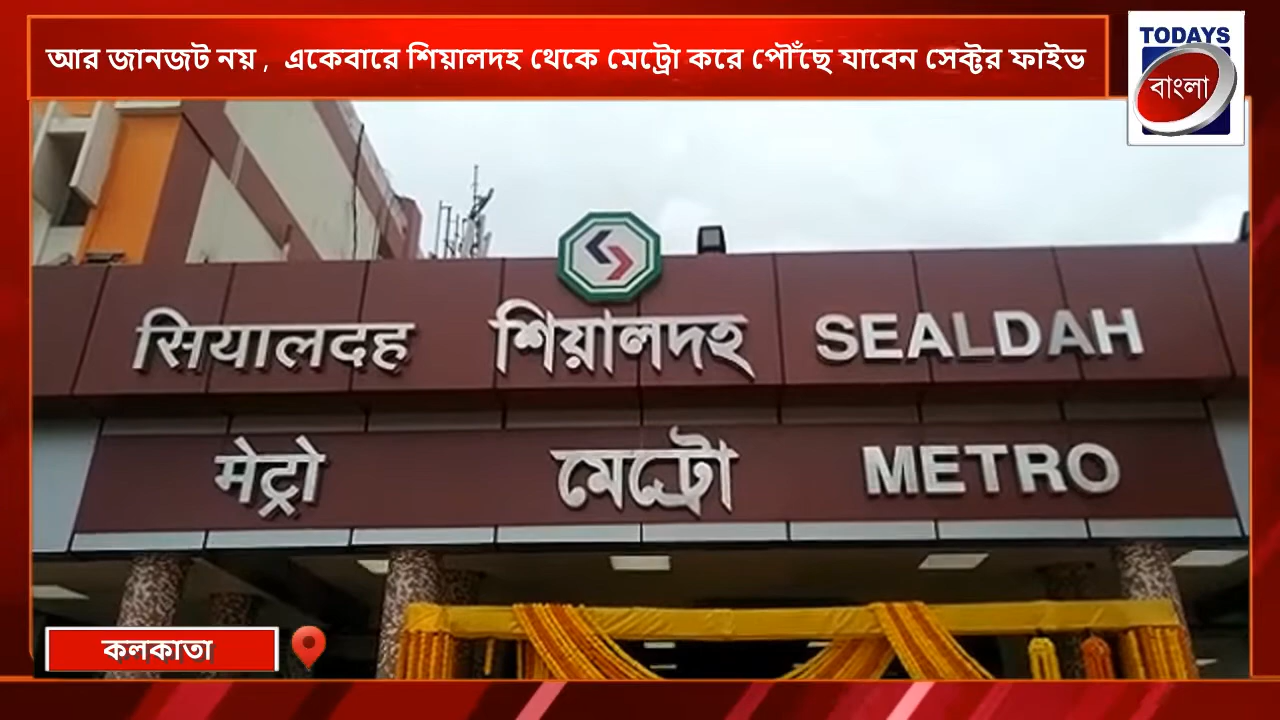 আর জানজট নয় , একেবারে শিয়ালদহ থেকে মেট্রো করে পৌঁছে যাবেন সেক্টর ফাইভ
TODAYS
বাংলা
सियालदह শিয়ালদহ SEALDAH
मेट्रो মেট্রো METRO
কলকাতা